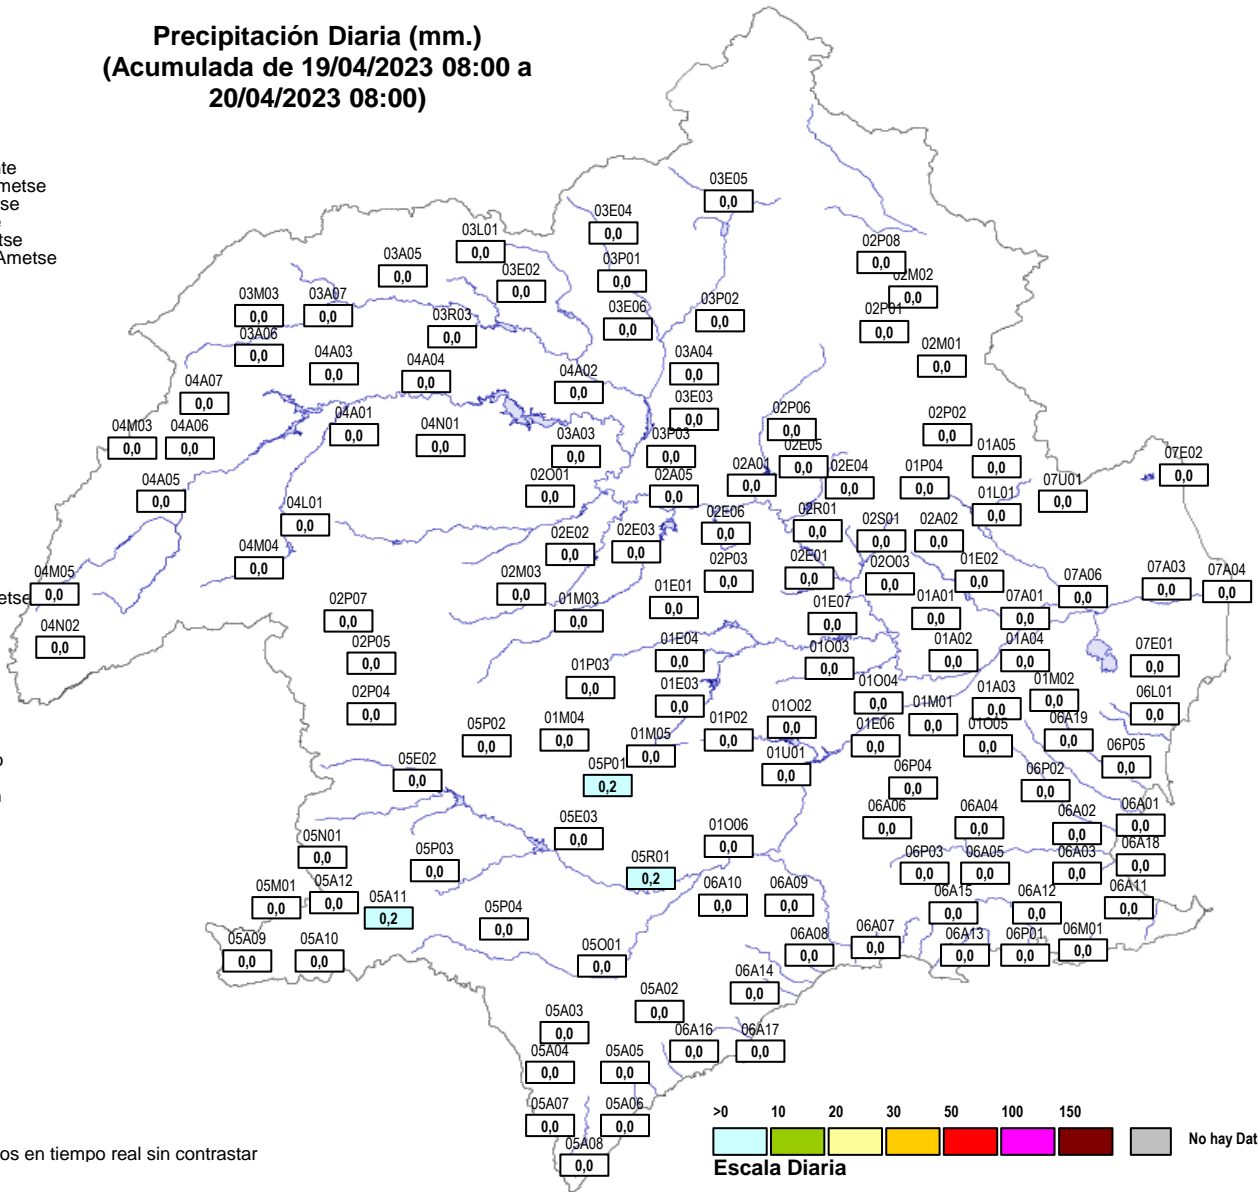 Precipitación Diaria (mm.)
(Acumulada de 19/04/2023 08:00 a
20/04/2023 08:00)
03E05
0,0
03E04
0,0
03L01
0,0
02P08
0,0
03A05
0,0
03P01
0,0
03E02
0,0
02M02
0,0
03M03
0,0
03A07
0,0
03P02
0,0
03E06
0,0
02P01
0,0
03R03
0,0
03A06
0,0
02M01
0,0
04A03
0,0
03A04
0,0
04A04
0,0
04A02
0,0
04A07
0,0
03E03
0,0
02P06
0,0
02P02
0,0
04A01
0,0
04M03
0,0
04A06
0,0
04N01
0,0
03A03
0,0
03P03
0,0
02E05
0,0
01A05
0,0
07E02
0,0
02A01
0,0
02E04
0,0
01P04
0,0
07U01
0,0
04A05
0,0
02O01
0,0
02A05
0,0
01L01
0,0
04L01
0,0
02E06
0,0
02R01
0,0
02S01
0,0
02A02
0,0
02E02
0,0
02E03
0,0
04M04
0,0
02P03
0,0
02E01
0,0
02O03
0,0
01E02
0,0
04M05
0,0
etse
02M03
0,0
07A06
0,0
07A03
0,0
07A04
0,0
01E01
0,0
01M03
0,0
02P07
0,0
01E07
0,0
01A01
0,0
07A01
0,0
04N02
0,0
02P05
0,0
01E04
0,0
01O03
0,0
01A02
0,0
01A04
0,0
07E01
0,0
01P03
0,0
01E03
0,0
01O04
0,0
01A03
0,0
01M02
0,0
06L01
0,0
02P04
0,0
01M01
0,0
01O02
0,0
05P02
0,0
01M04
0,0
01P02
0,0
01E06
0,0
01O05
0,0
06A19
0,0
01M05
0,0
06P05
0,0
01U01
0,0
05E02
0,0
05P01
0,2
06P04
0,0
06P02
0,0
06A06
0,0
06A04
0,0
06A02
0,0
06A01
0,0
05E03
0,0
01O06
0,0
05N01
0,0
05P03
0,0
05R01
0,2
06P03
0,0
06A05
0,0
06A03
0,0
06A18
0,0
05M01
0,0
05A12
0,0
05A11
0,2
06A10
0,0
06A09
0,0
06A15
0,0
06A12
0,0
06A11
0,0
05P04
0,0
05A09
0,0
05A10
0,0
05O01
0,0
06A08
0,0
06A07
0,0
06A13
0,0
06P01
0,0
06M01
0,0
06A14
0,0
05A02
0,0
05A03
0,0
06A16
0,0
06A17
0,0
05A04
0,0
05A05
0,0
05A07
0,0
05A06
0,0
05A08
0,0
>0 10 20 30 50 100 150
No hay Dat
Escala Diaria
os en tiempo real sin contrastar